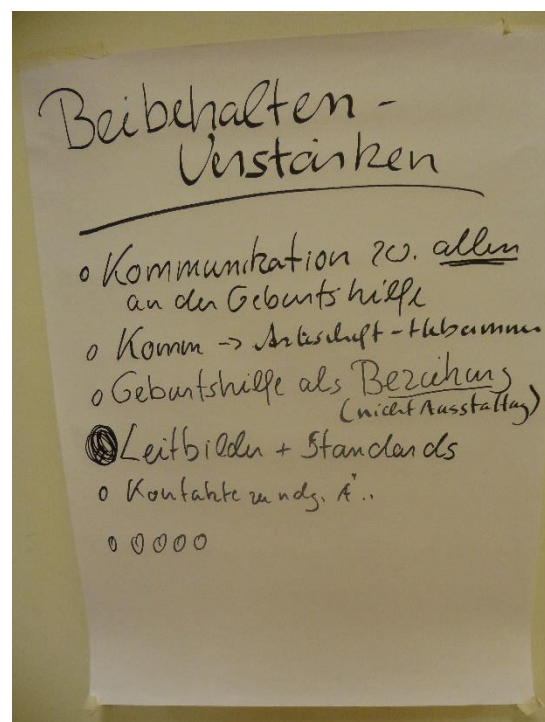 Beibehalten -
Verstärken
o Kommunikation zw. allen
an der Geburtshilfe
o Komm -> Ärzteschaft - Hebammen
o Geburtshilfe als Beziehung
(nicht Ausstattung)
Leitbilder + Standards
o Kontakte zu ndg. Ä..
o o o o o